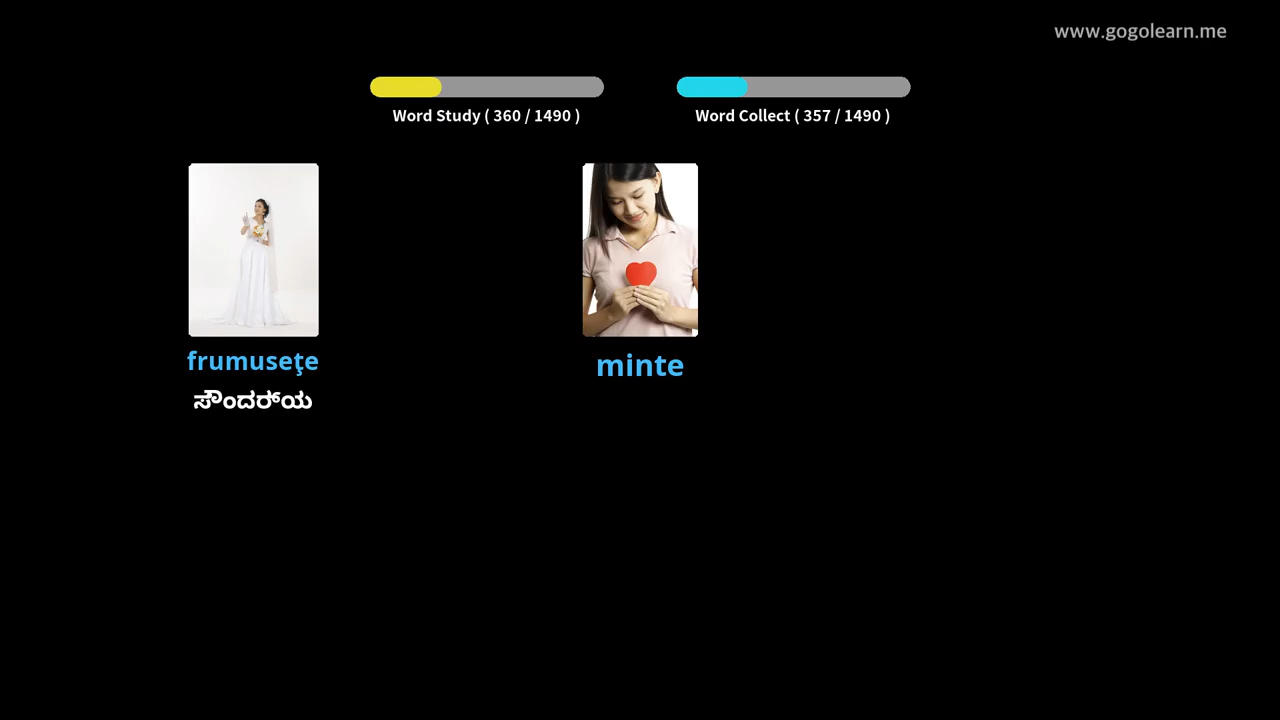 www.gogolearn.me
Word Study ( 360 / 1490 )
Word Collect ( 357 / 1490 )
frumuseţe
minte
ಸೌಂದರ‍್ಯ